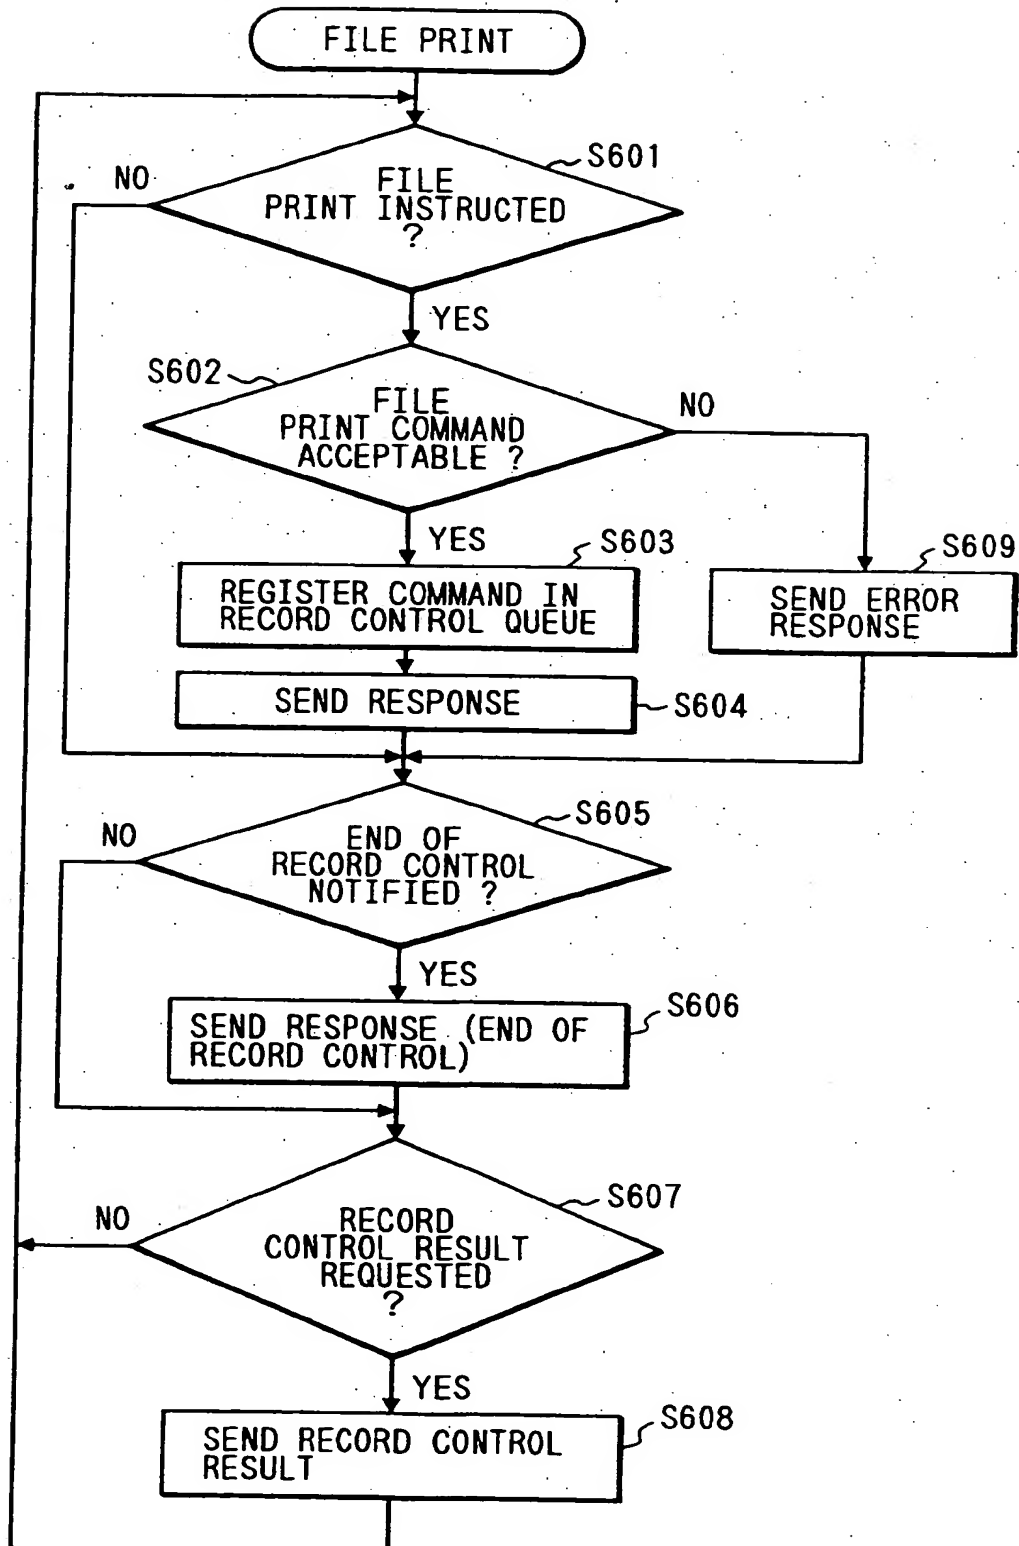 FILE PRINT
S601
NO
FILE
PRINT INSTRUCTED
?
YES
S602
FILE
PRINT COMMAND
ACCEPTABLE ?
NO
YES
S603
REGISTER COMMAND IN
RECORD CONTROL QUEUE
S609
SEND ERROR
RESPONSE
SEND RESPONSE
S604
S605
NO
END OF
RECORD CONTROL
NOTIFIED ?
YES
S606
SEND RESPONSE (END OF
RECORD CONTROL)
S607
NO
RECORD
CONTROL RESULT
REQUESTED
?
YES
S608
SEND RECORD CONTROL
RESULT